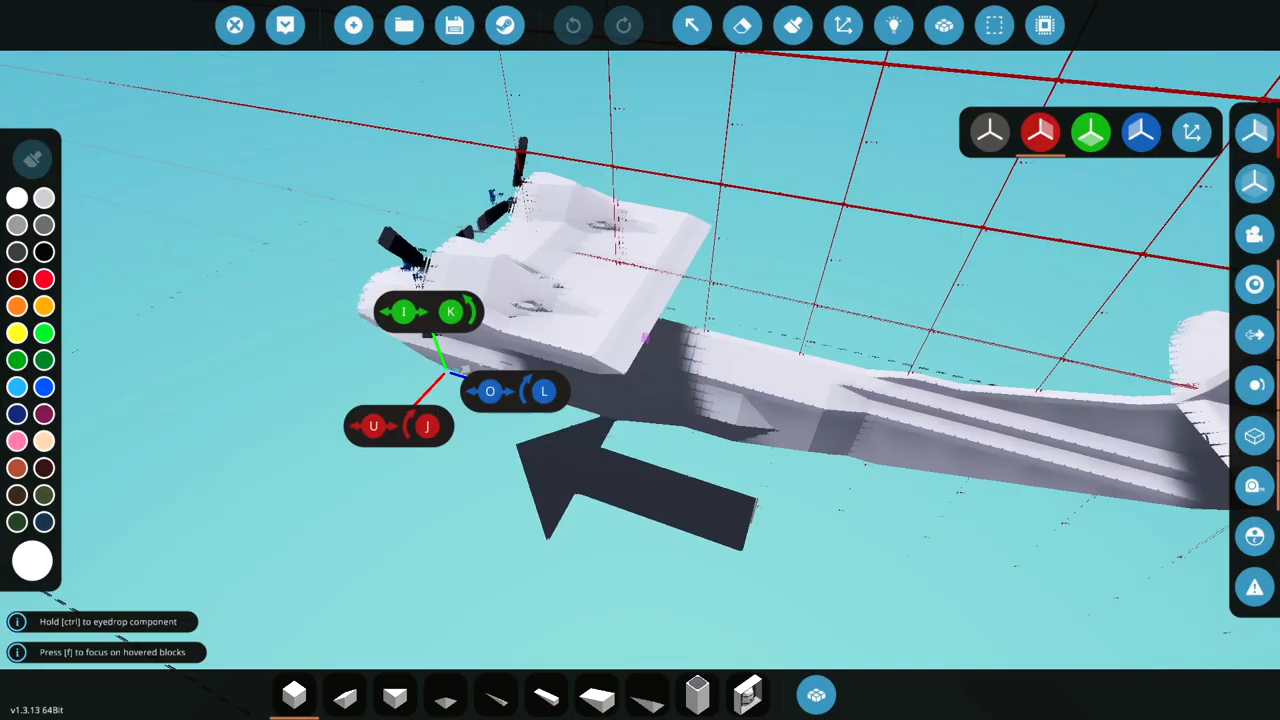 I K
O L
U J
Hold [ctrl] to eyedrop component
Press [f] to focus on hovered blocks
v1.3.13 64Bit